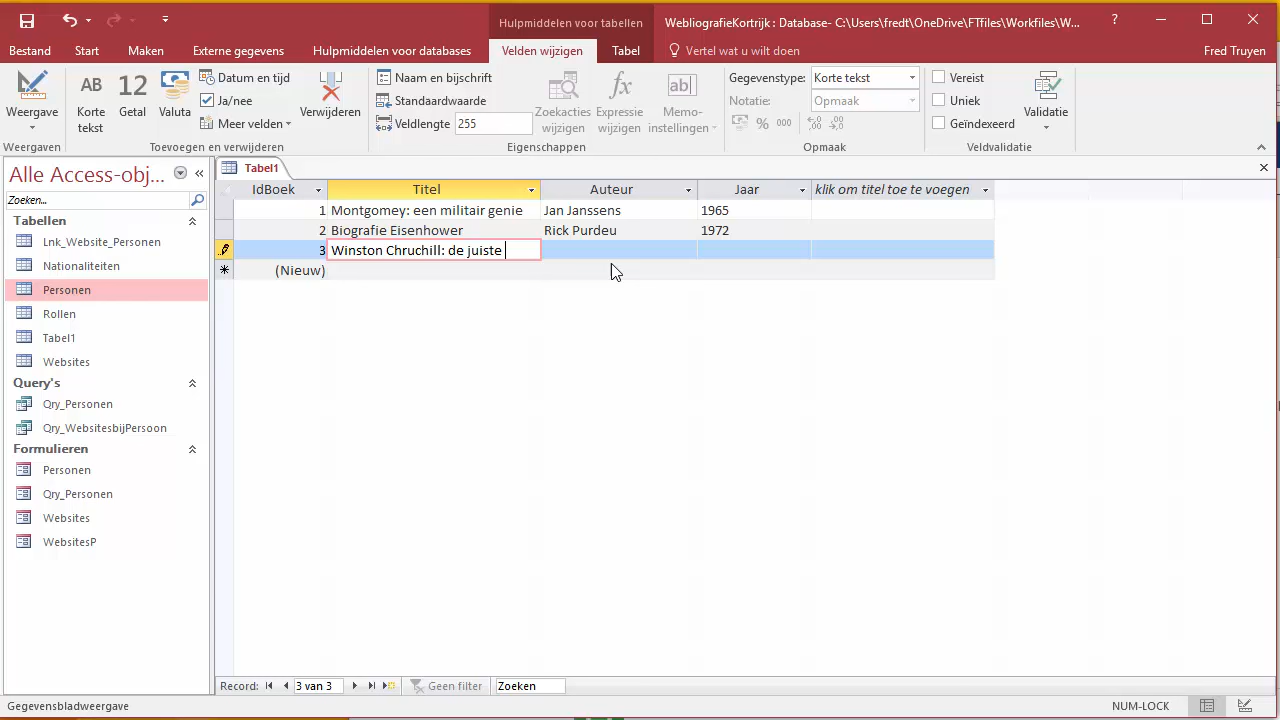 Hulpmiddelen voor tabellen
WebliografieKortrijk : Database- C:\Users\fredt\OneDrive\FTfiles\Workfiles\W...
?
Bestand Start Maken Externe gegevens Hulpmiddelen voor databases Velden wijzigen Tabel Vertel wat u wilt doen Fred Truyen
AB 12 Datum en tijd Naam en bijschrift ab Gegevenstype: Korte tekst Vereist
Weergave Korte tekst Getal Valuta Ja/nee Verwijderen Standaardwaarde Zoekacties wijzigen fx Expressie wijzigen Memo-instellingen Notatie: Opmaak Uniek Validatie
Meer velden Veldlengte 255 % 000 Geïndexeerd
Weergaven Toevoegen en verwijderen Eigenschappen Opmaak Veldvalidatie
Alle Access-obj... «
Zoeken...
Tabellen
Lnk_Website_Personen
Nationaliteiten
Personen
Rollen
Tabel1
Websites
Query's
Qry_Personen
Qry_WebsitesbijPersoon
Formulieren
Personen
Qry_Personen
Websites
WebsitesP
Tabel1
IdBoek Titel Auteur Jaar klik om titel toe te voegen
1 Montgomey: een militair genie Jan Janssens 1965
2 Biografie Eisenhower Rick Purdeu 1972
3 Winston Chruchill: de juiste
(Nieuw)
Record: 3 van 3 Geen filter Zoeken
Gegevensbladweergave NUM-LOCK